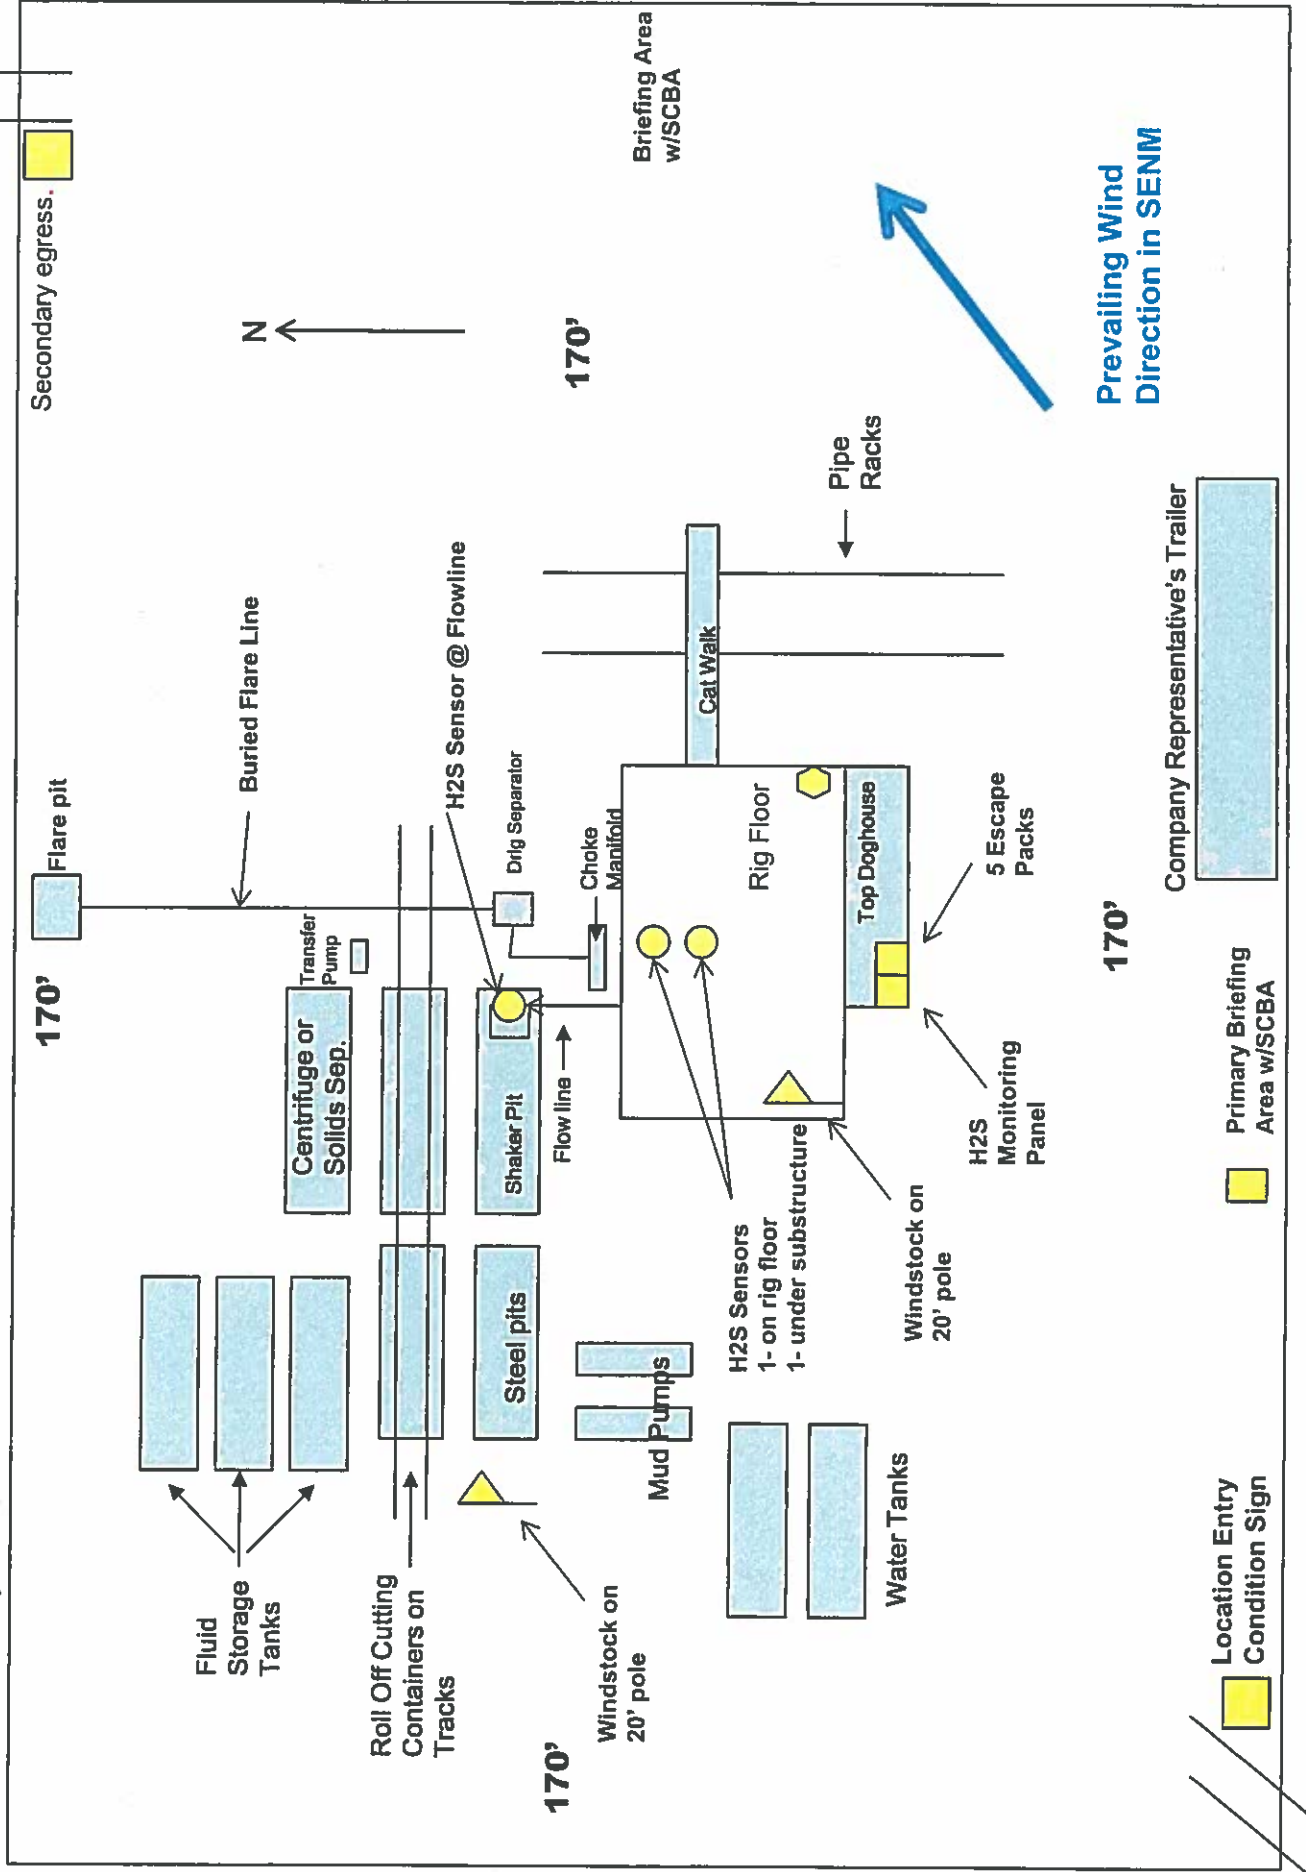 Secondary egress.
170'
Flare pit
Buried Flare Line
N
Briefing Area
w/SCBA
Fluid
Storage
Tanks
Centrifuge or
Solids Sep.
Transfer
Pump
H2S Sensor @ Flowline
Roll Off Cutting
Containers on
Tracks
Steel pits
Shaker Pit
Drlg Separator
Flow line
Choke
Manifold
170'
170'
Windstock on
20' pole
Mud Pumps
Rig Floor
Cat Walk
Pipe
Racks
H2S Sensors
1- on rig floor
1- under substructure
Top Doghouse
Water Tanks
Windstock on
20' pole
H2S
Monitoring
Panel
5 Escape
Packs
Prevailing Wind
Direction in SENM
170'
Company Representative's Trailer
Location Entry
Condition Sign
Primary Briefing
Area w/SCBA